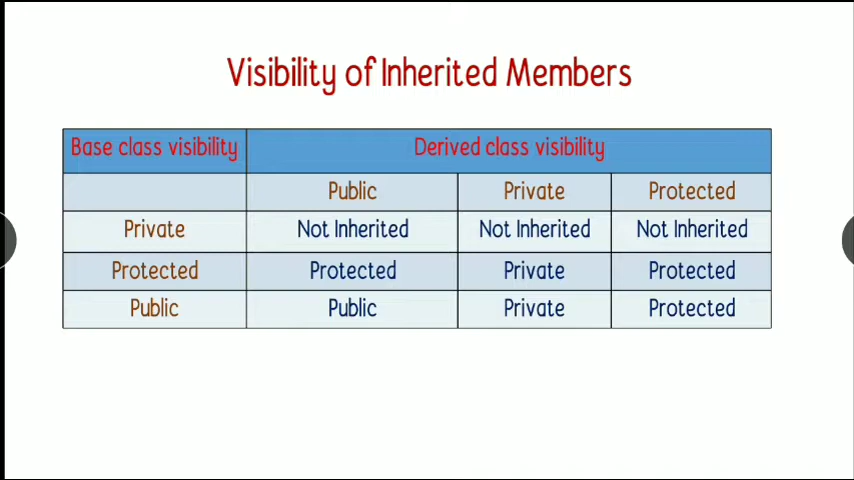 Visibility of Inherited Members
Base class visibility Derived class visibility
Public Private Protected
Private Not Inherited Not Inherited Not Inherited
Protected Protected Private Protected
Public Public Private Protected